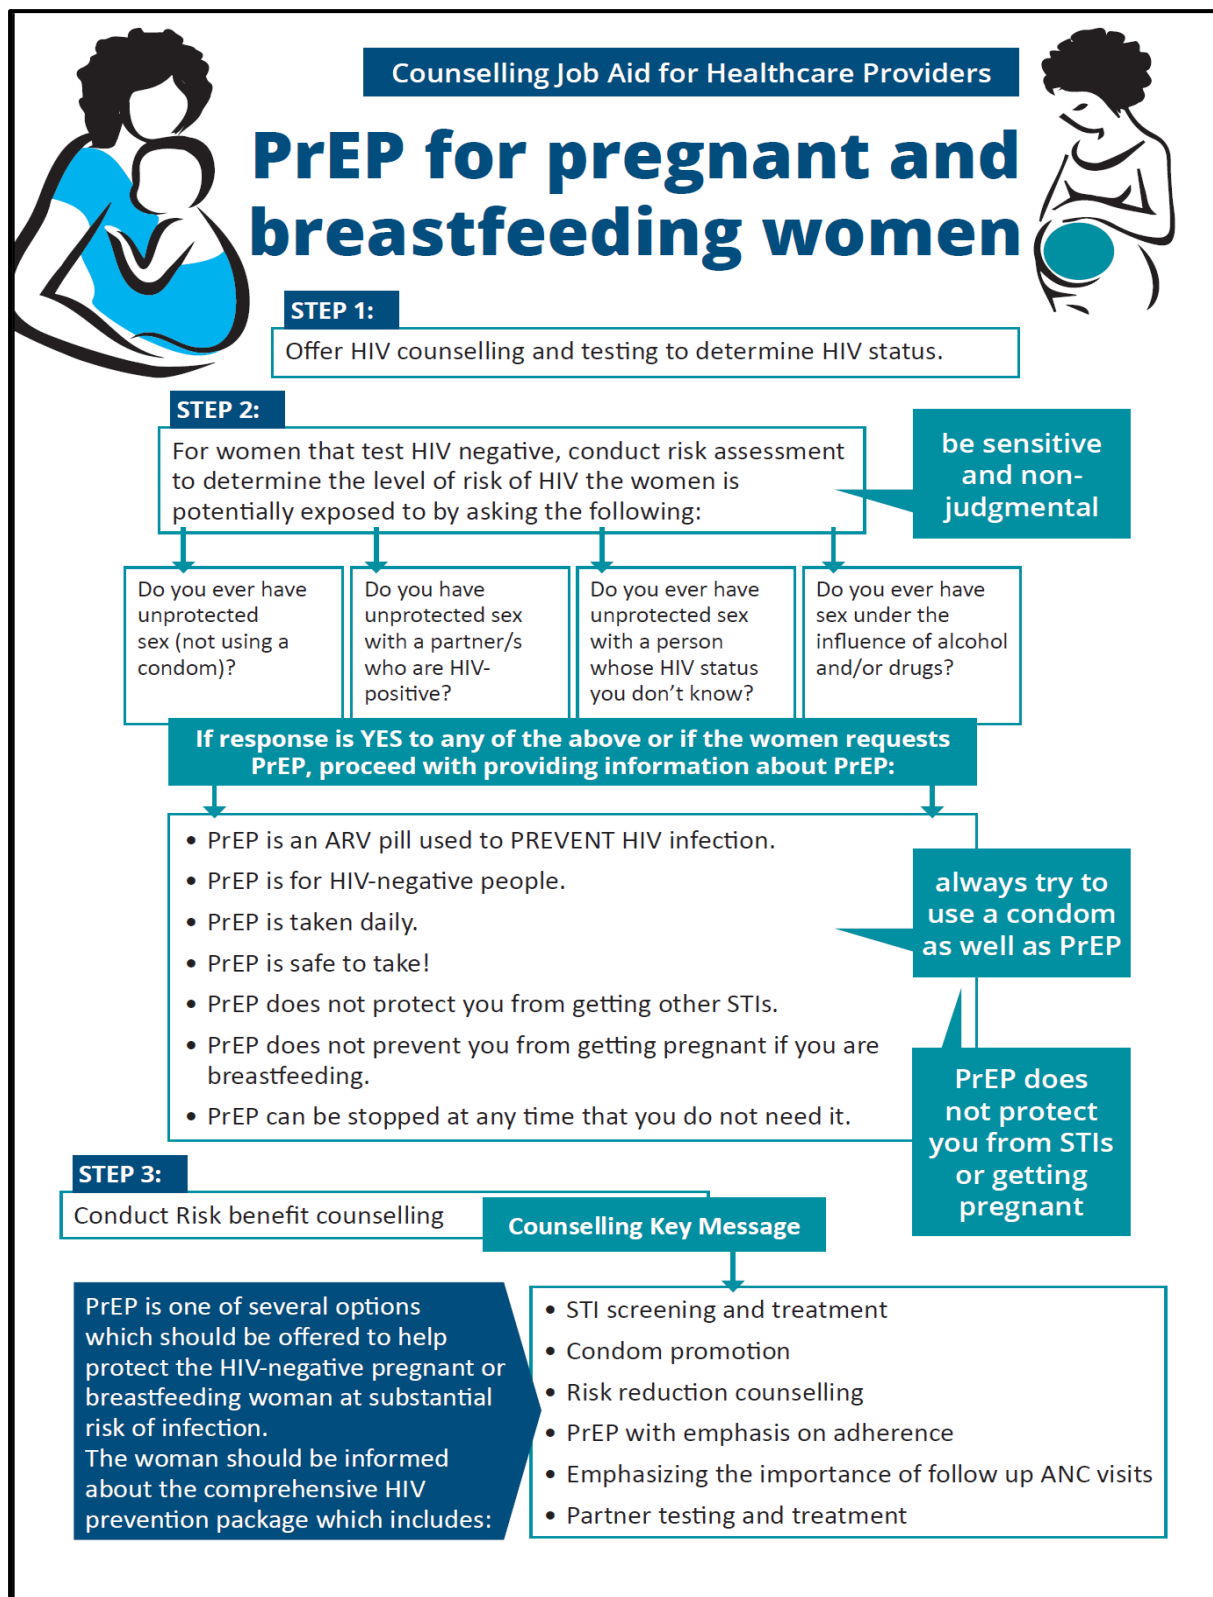 Counselling Job Aid for Healthcare Providers
PrEP for pregnant and
breastfeeding women
STEP 1:
Offer HIV counselling and testing to determine HIV status.
STEP 2:
For women that test HIV negative, conduct risk assessment
to determine the level of risk of HIV the women is
potentially exposed to by asking the following:
be sensitive
and non-
judgmental
Do you ever have
unprotected
sex (not using a
condom)?
Do you have
unprotected sex
with a partner/s
who are HIV-
positive?
Do you ever have
unprotected sex
with a person
whose HIV status
you don’t know?
Do you ever have
sex under the
influence of alcohol
and/or drugs?
If response is YES to any of the above or if the women requests
PrEP, proceed with providing information about PrEP:
• PrEP is an ARV pill used to PREVENT HIV infection.
• PrEP is for HIV-negative people.
• PrEP is taken daily.
• PrEP is safe to take!
• PrEP does not protect you from getting other STIs.
• PrEP does not prevent you from getting pregnant if you are
breastfeeding.
• PrEP can be stopped at any time that you do not need it.
always try to
use a condom
as well as PrEP
PrEP does
not protect
you from STIs
or getting
pregnant
STEP 3:
Conduct Risk benefit counselling
Counselling Key Message
PrEP is one of several options
which should be offered to help
protect the HIV-negative pregnant or
breastfeeding woman at substantial
risk of infection.
The woman should be informed
about the comprehensive HIV
prevention package which includes:
• STI screening and treatment
• Condom promotion
• Risk reduction counselling
• PrEP with emphasis on adherence
• Emphasizing the importance of follow up ANC visits
• Partner testing and treatment